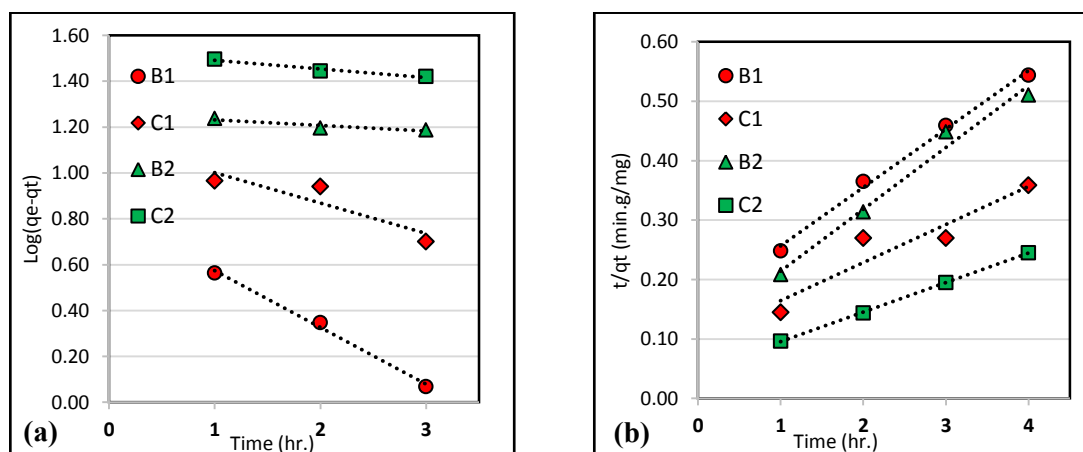 1.60
1.40
1.20
1.00
0.80
0.60
0.40
0.20
0.00
Log(qe-qt)
B1
C1
B2
C2
0 1 2 3
Time (hr.)
(a)
0.60
0.50
0.40
0.30
0.20
0.10
0.00
t/qt (min.g/mg)
B1
C1
B2
C2
0 1 2 3 4
Time (hr.)
(b)